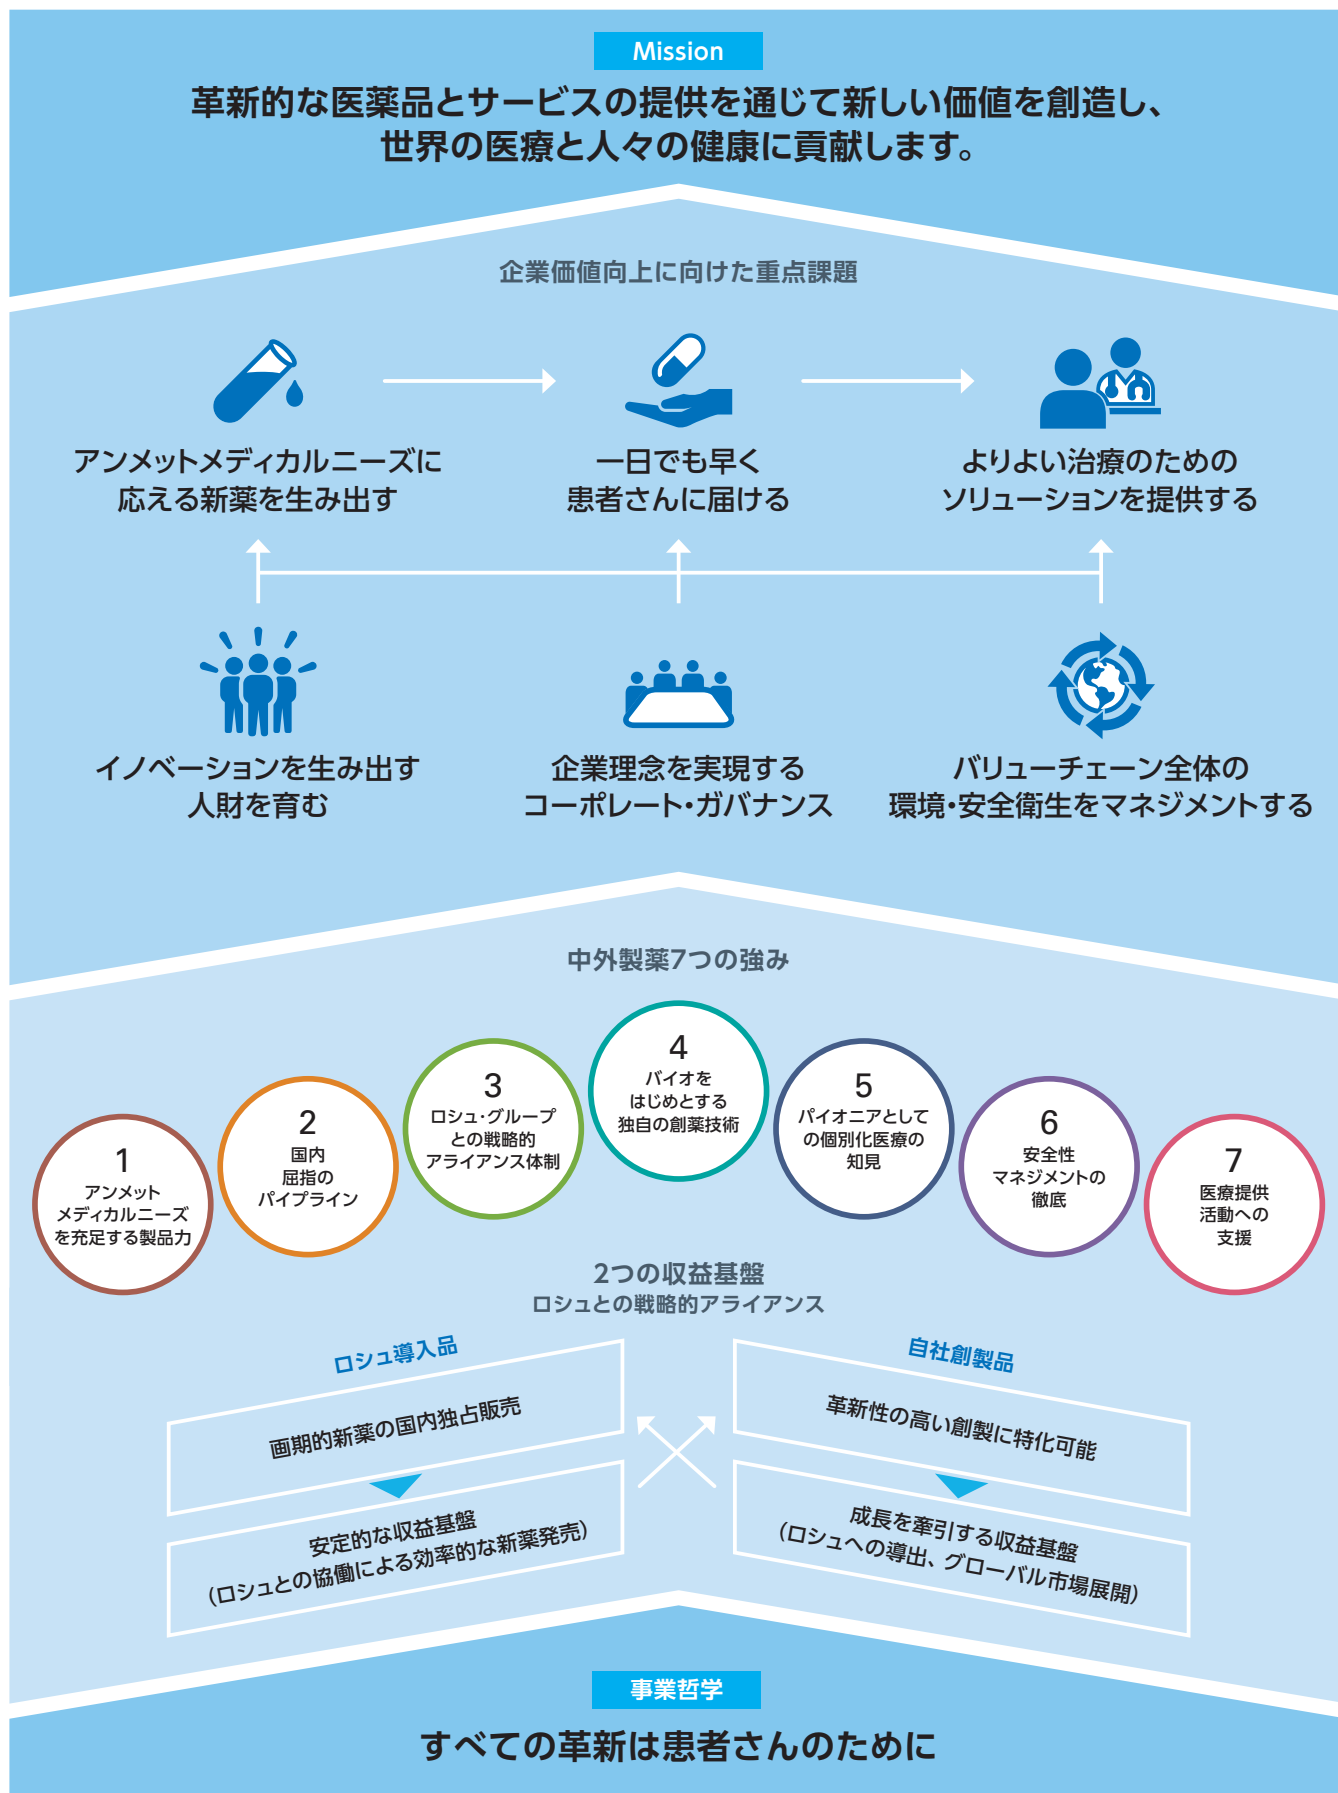 Mission
革新的な医薬品とサービスの提供を通じて新しい価値を創造し、
世界の医療と人々の健康に貢献します。
企業価値向上に向けた重点課題
アンメットメディカルニーズに
応える新薬を生み出す
一日でも早く
患者さんに届ける
よりよい治療のための
ソリューションを提供する
イノベーションを生み出す
人財を育む
企業理念を実現する
コーポレート・ガバナンス
バリューチェーン全体の
環境・安全衛生をマネジメントする
中外製薬7つの強み
1
アンメット
メディカルニーズ
を充足する製品力
2
国内
屈指の
パイプライン
3
ロシュ・グループ
との戦略的
アライアンス体制
4
バイオを
はじめとする
独自の創薬技術
5
パイオニアとして
の個別化医療の
知見
6
安全性
マネジメントの
徹底
7
医療提供
活動への
支援
2つの収益基盤
ロシュとの戦略的アライアンス
ロシュ導入品
画期的新薬の国内独占販売
安定的な収益基盤
（ロシュとの協働による効率的な新薬発売）
自社創製品
革新性の高い創製に特化可能
成長を牽引する収益基盤
（ロシュへの導出、グローバル市場展開）
事業哲学
すべての革新は患者さんのために